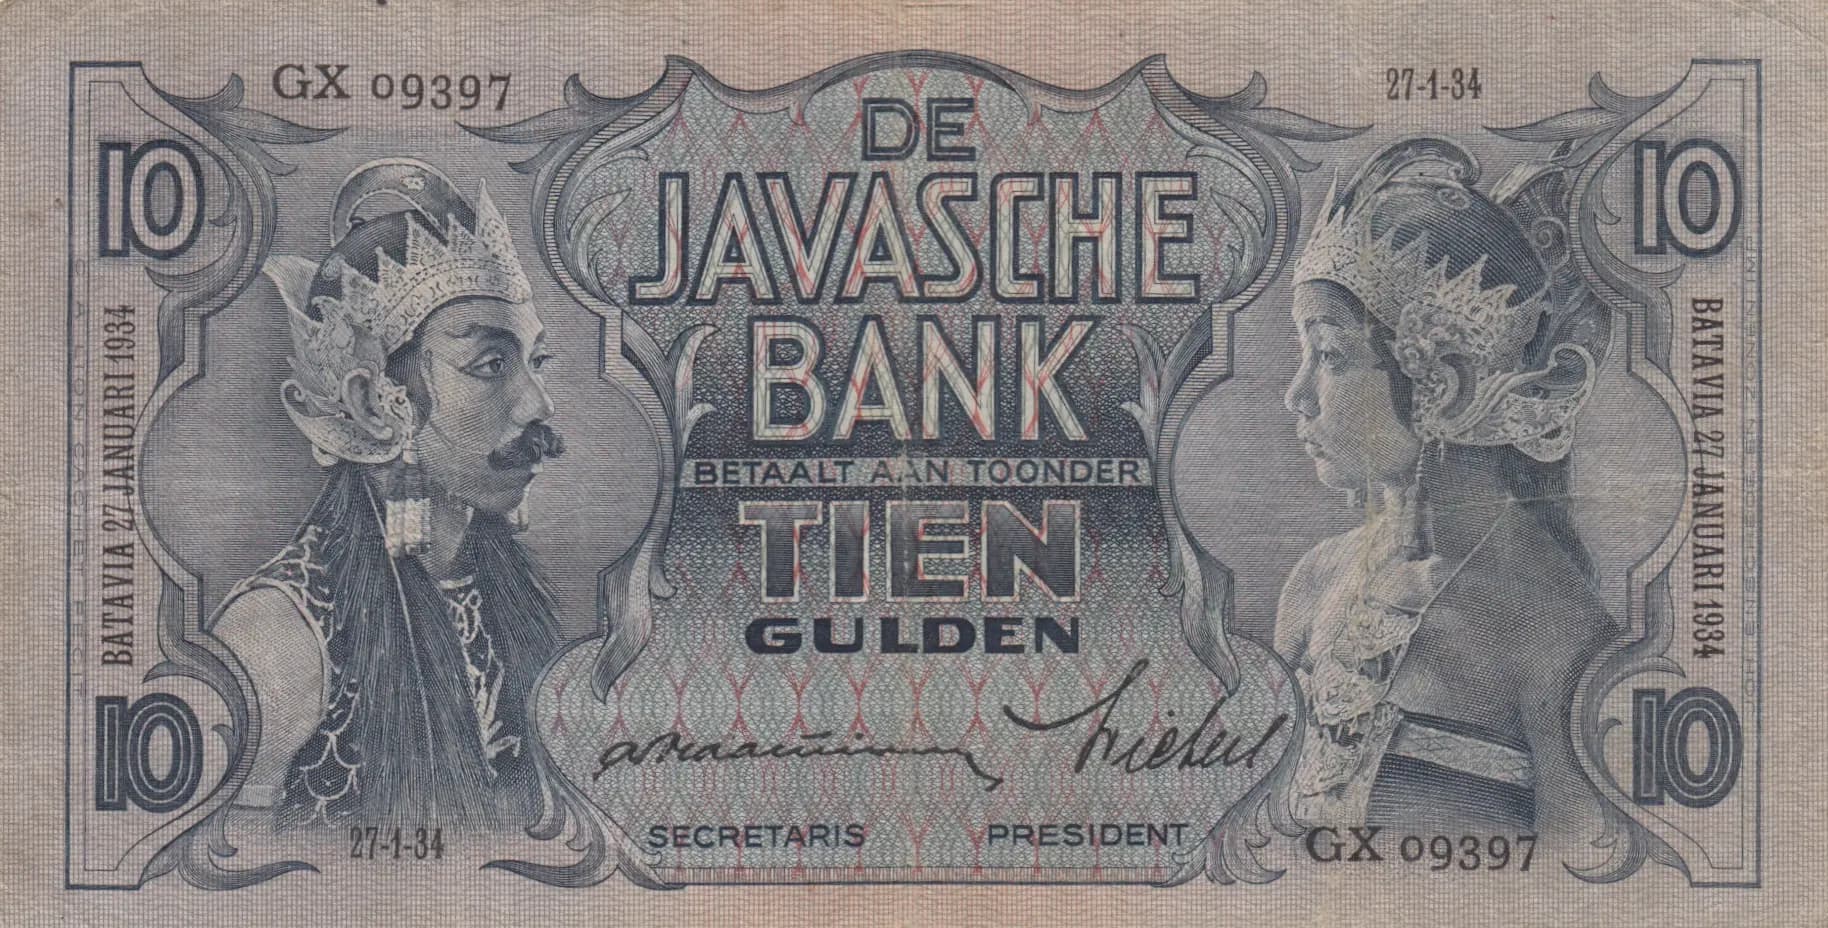 GX 09397
27-1-34
10
10
DE
JAVASCHE
BANK
BETAALT AAN TOONDER
TIEN
GULDEN
BATAVIA 27 JANUARI 1934
BATAVIA 27 JANUARI 1934
10
10
SECRETARIS
PRESIDENT
27-1-34
GX 09397